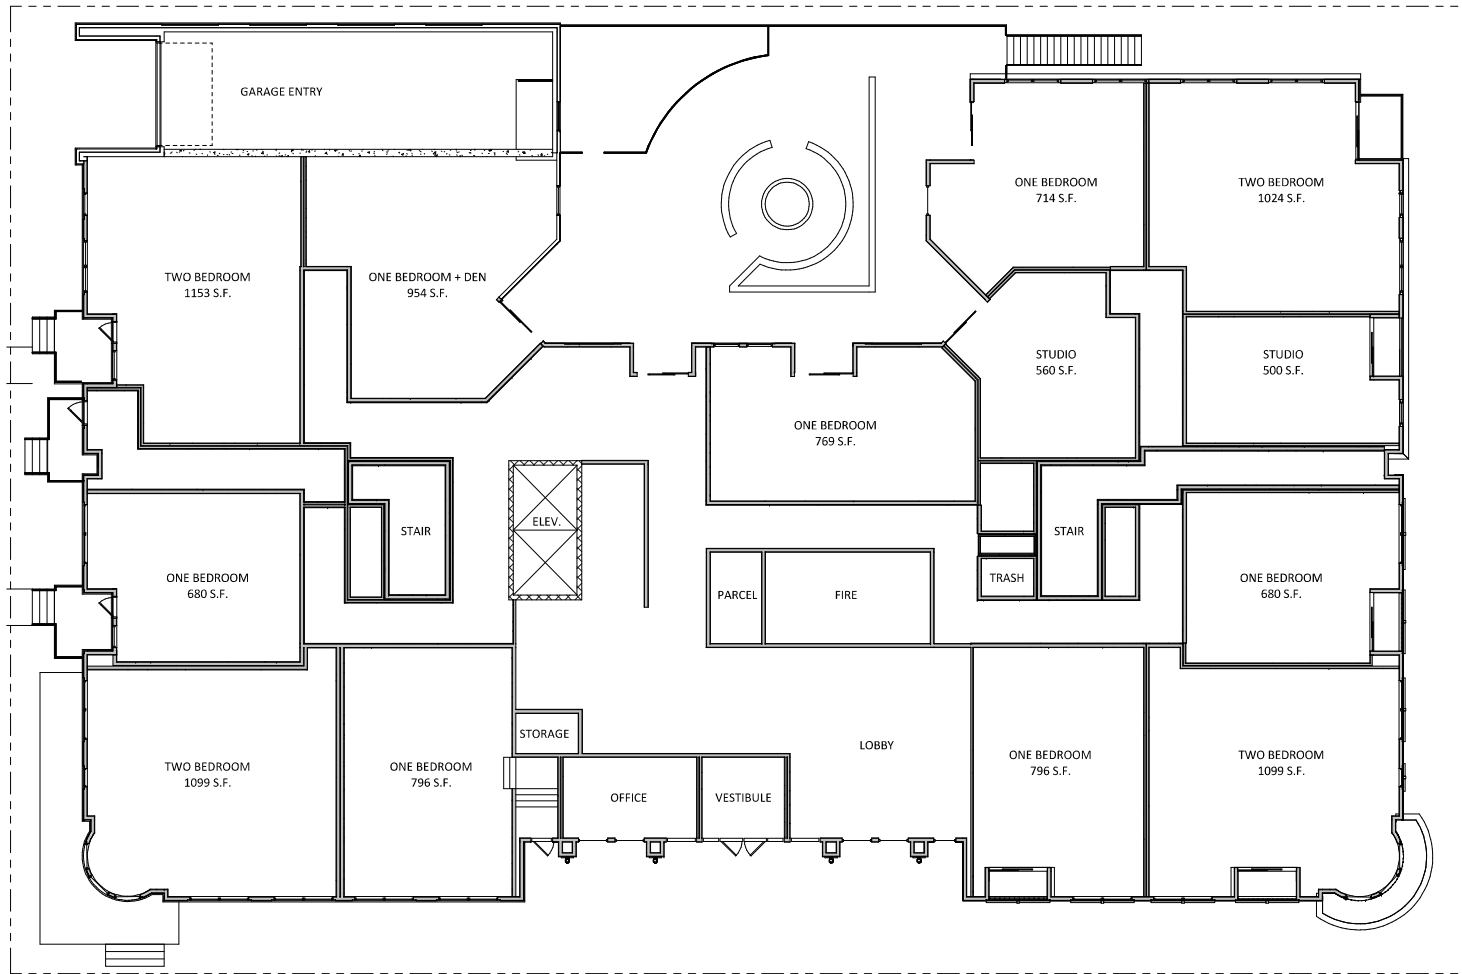 GARAGE ENTRY
ONE BEDROOM
714 S.F.
TWO BEDROOM
1024 S.F.
TWO BEDROOM
1153 S.F.
ONE BEDROOM + DEN
954 S.F.
STUDIO
560 S.F.
STUDIO
500 S.F.
ONE BEDROOM
769 S.F.
STAIR
ELEV.
STAIR
ONE BEDROOM
680 S.F.
PARCEL
FIRE
TRASH
ONE BEDROOM
680 S.F.
STORAGE
LOBBY
TWO BEDROOM
1099 S.F.
ONE BEDROOM
796 S.F.
OFFICE
VESTIBULE
ONE BEDROOM
796 S.F.
TWO BEDROOM
1099 S.F.